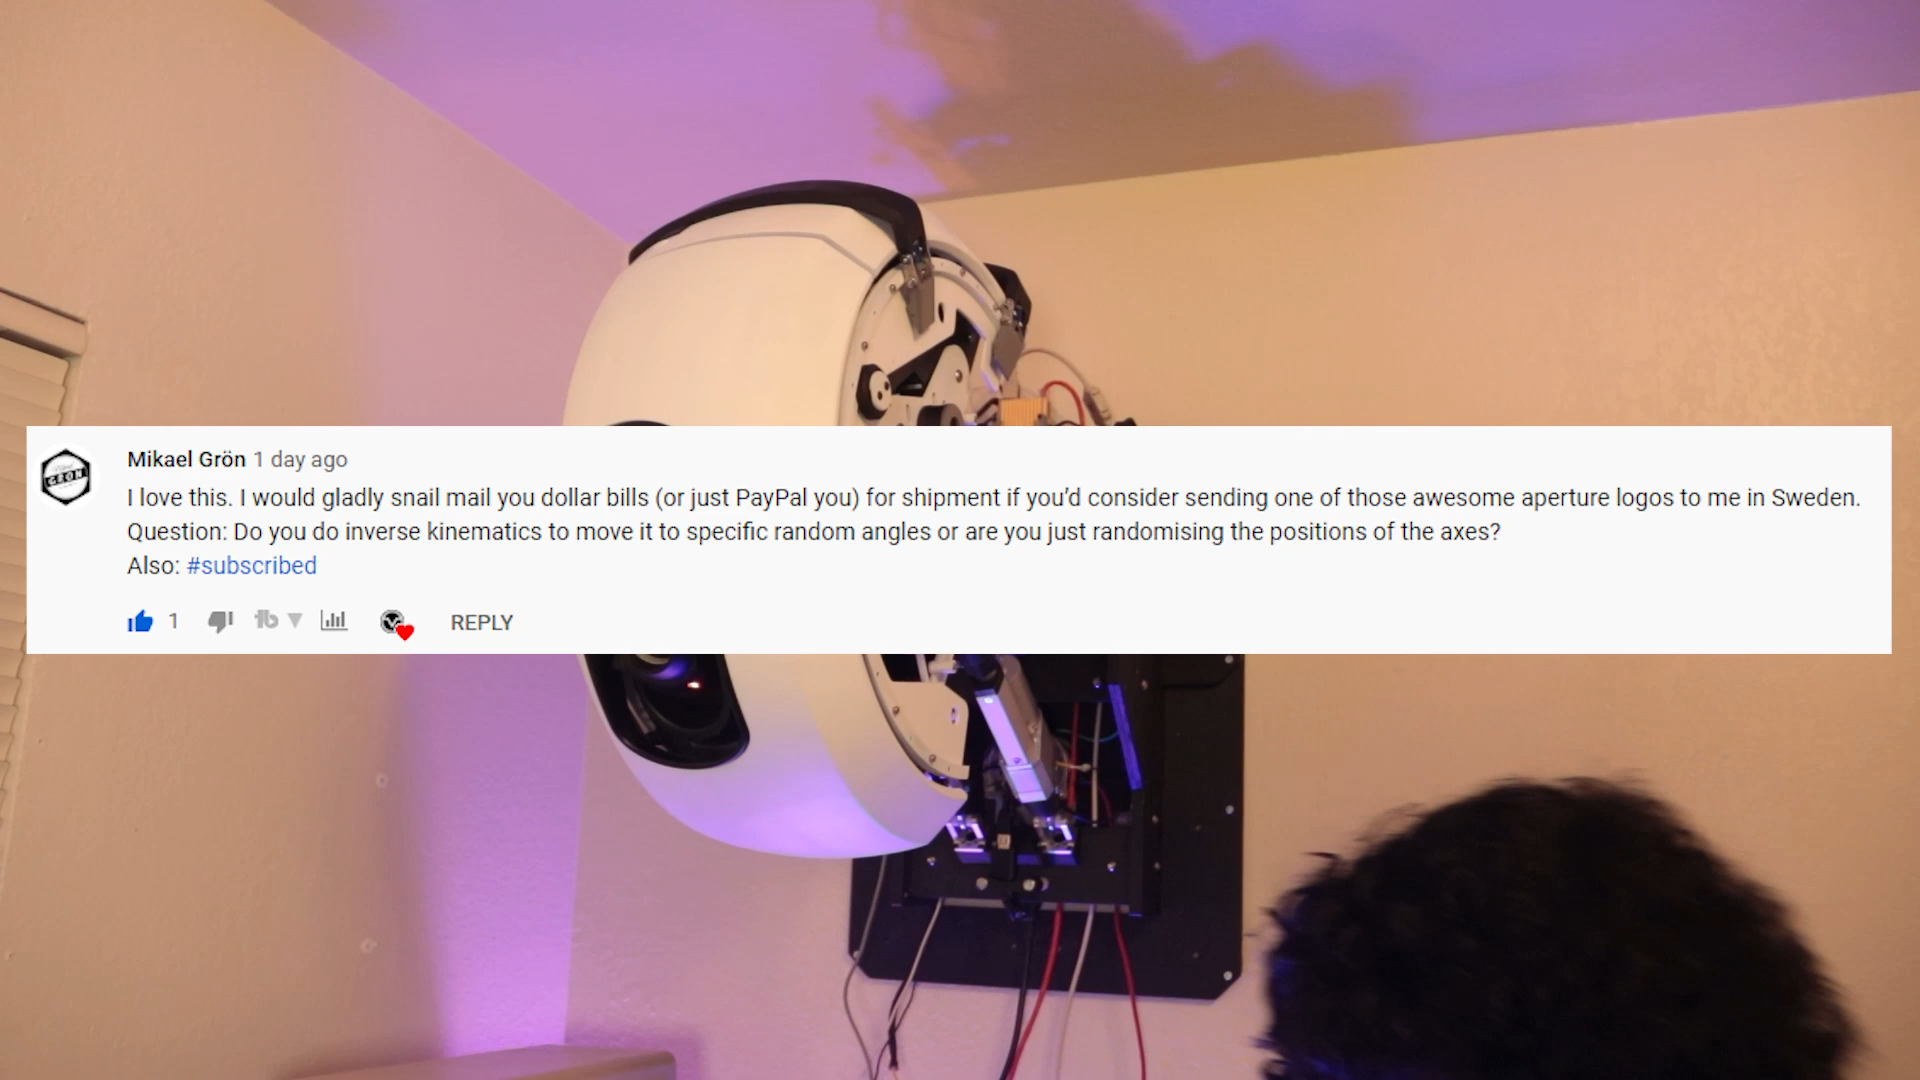 Mikael Grön 1 day ago
I love this. I would gladly snail mail you dollar bills (or just PayPal you) for shipment if you'd consider sending one of those awesome aperture logos to me in Sweden.
Question: Do you do inverse kinematics to move it to specific random angles or are you just randomising the positions of the axes?
Also: #subscribed
1 REPLY
GRÖN